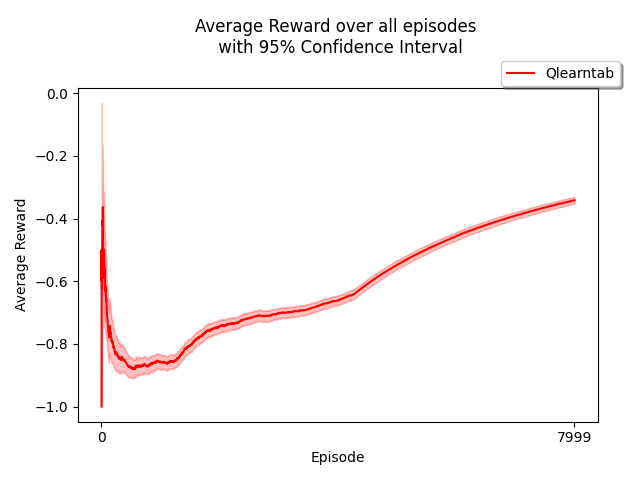 Average Reward over all episodes
with 95% Confidence Interval
Qlearntab
0.0
−0.2
−0.4
−0.6
−0.8
−1.0
Average Reward
0 7999
Episode